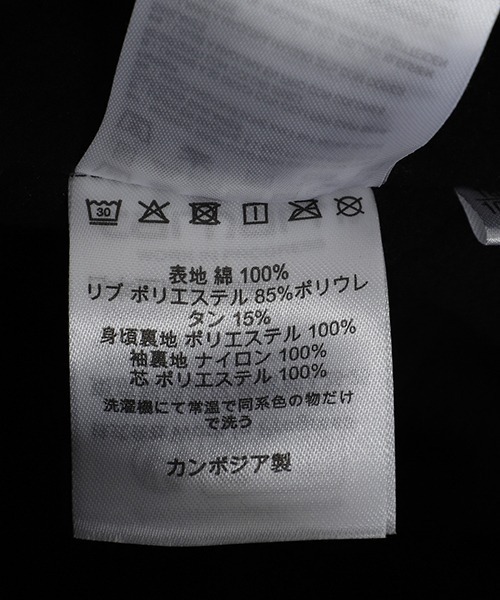 30
表地 綿 100%
リブ ポリエステル 85%ポリウレ
タン 15%
身頃裏地 ポリエステル 100%
袖裏地 ナイロン 100%
芯 ポリエステル 100%
洗濯機にて常温で同系色の物だけ
で洗う
カンボジア製